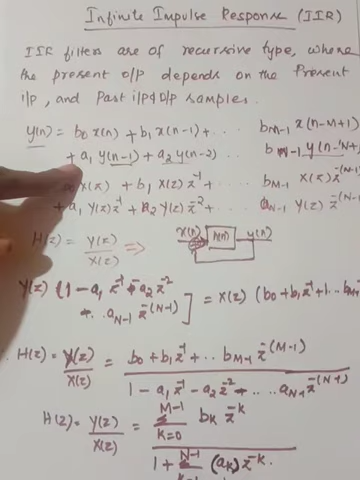 Infinite Impulse Response (IIR)
IIR filters are of recursive type, where
the present o/p depends on the Present
i/p, and Past i/p & o/p samples.
y(n) = b0 x(n) + b1 x(n-1) + .. .. bM-1 x(n-M+1)
+ a1 y(n-1) + a2 y(n-2) .. .. y(n-N+
X(z) + b1 X(z) z^-1 + .. .. bM-1 X(z) z^-(N-1)
+ a1 Y(z) z^-1 + a2 Y(z) z^-2 + .. .. aN-1 Y(z) z^-(N-1)
H(z) = Y(z)/X(z) => x(n) h(n) y(n)
Y(z) (1 - a1 z^-1 - a2 z^-2
.. .. aN-1 z^-(N-1)] = X(z) (b0 + b1 z^-1 + ... bM-
H(z) = Y(z)/X(z) = b0 + b1 z^-1 + .. bM-1 z^-(M-1)
1 - a1 z^-1 - a2 z^-2 .. .. aN+1 z^-(N+1)
H(z) = Y(z)/X(z) = M-1 Σ k=0 bk z^-k
1 + N-1 Σ (ak) z^-k.